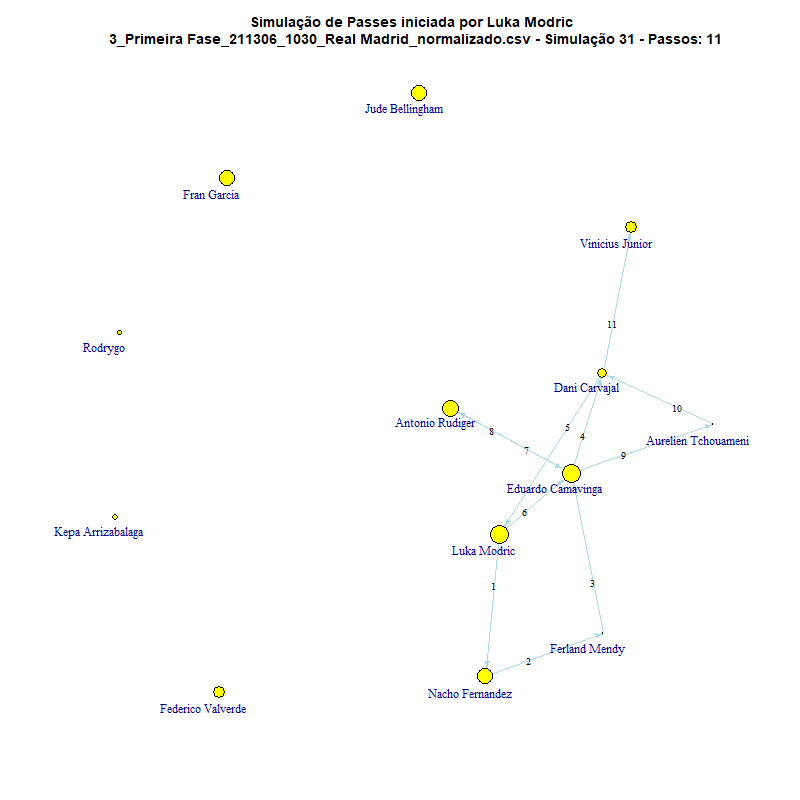 Simulação de Passes iniciada por Luka Modric
3_Primeira Fase_211306_1030_Real Madrid_normalizado.csv - Simulação 31 - Passos: 11
Jude Bellingham
Fran Garcia
Vinicius Junior
11
Rodrygo
Dani Carvajal
10
Antonio Rudiger
5
8
4
Aurelien Tchouameni
7
9
Eduardo Camavinga
6
Kepa Arrizabalaga
Luka Modric
1
3
Ferland Mendy
2
Nacho Fernandez
Federico Valverde